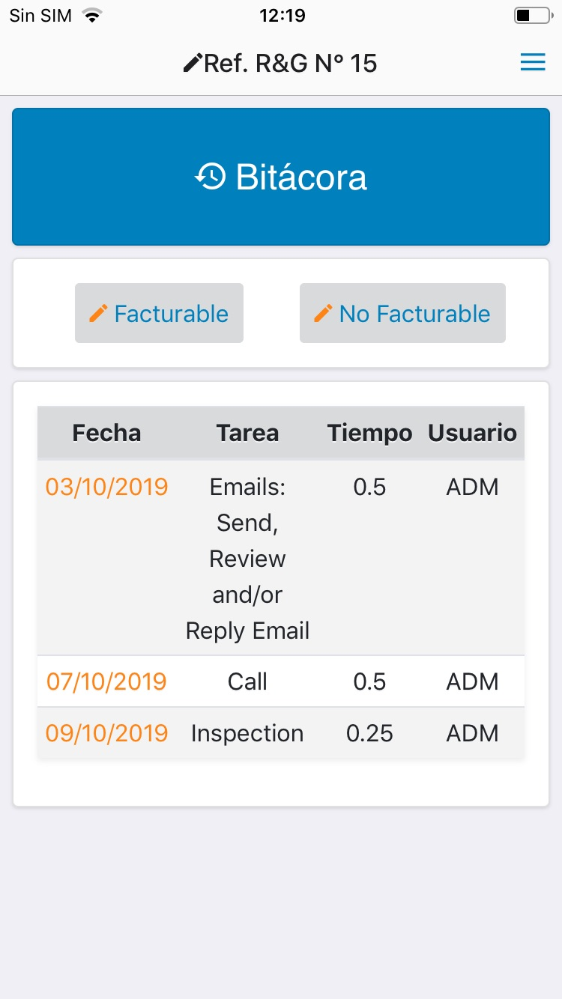 Sin SIM 12:19
Ref. R&G N° 15
Bitácora
Facturable No Facturable
Fecha Tarea Tiempo Usuario
03/10/2019 Emails: 0.5 ADM
Send,
Review
and/or
Reply Email
07/10/2019 Call 0.5 ADM
09/10/2019 Inspection 0.25 ADM